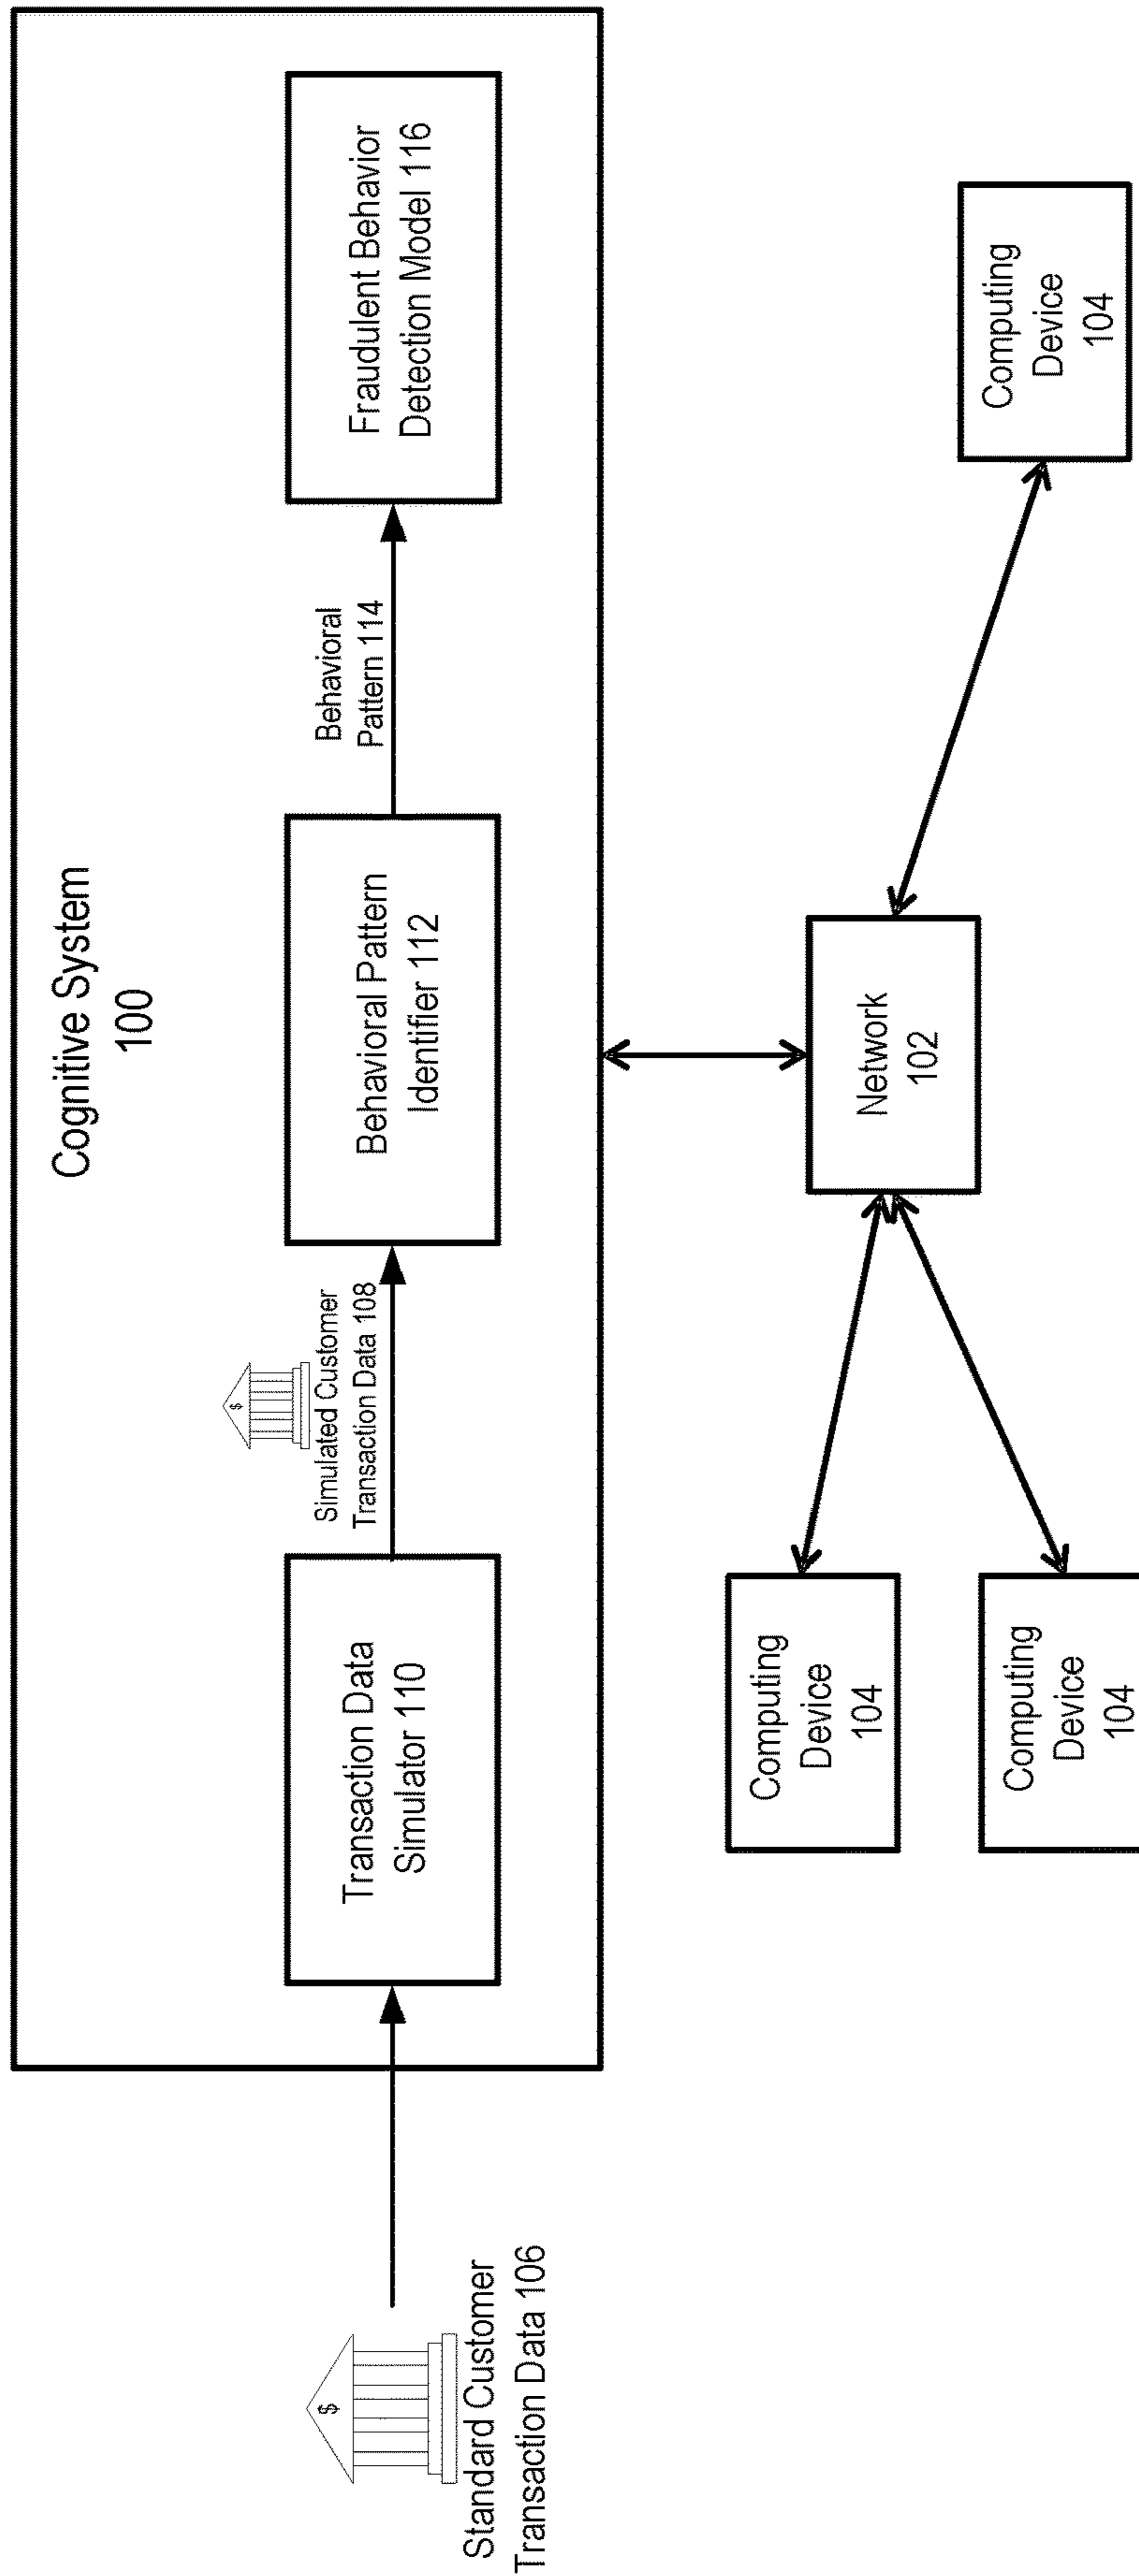 Cognitive System
100
$
Standard Customer
Transaction Data 106
Transaction Data
Simulator 110
$
Simulated Customer
Transaction Data 108
Behavioral Pattern
Identifier 112
Behavioral
Pattern 114
Fraudulent Behavior
Detection Model 116
Computing
Device
104
Computing
Device
104
Network
102
Computing
Device
104